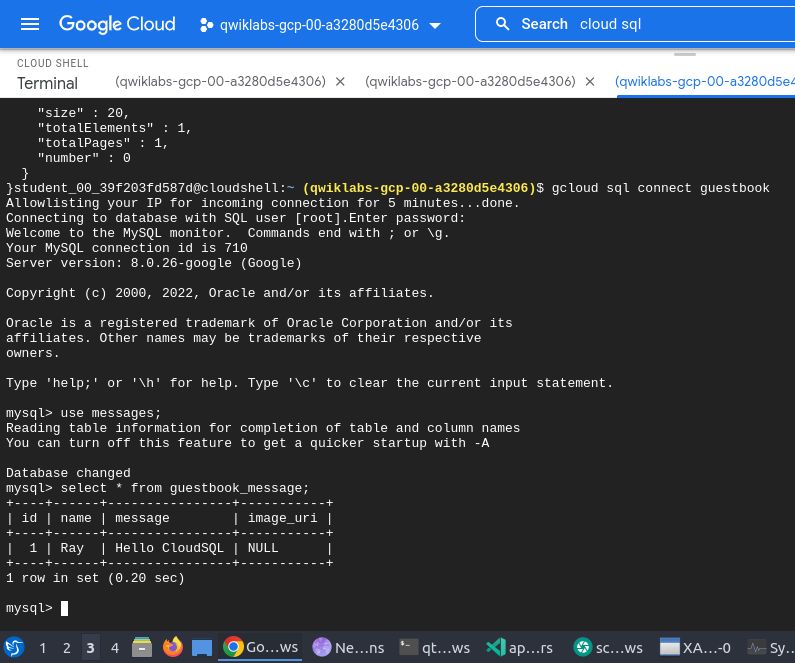 Google Cloud qwiklabs-gcp-00-a3280d5e4306 Search cloud sql
CLOUD SHELL
Terminal (qwiklabs-gcp-00-a3280d5e4306) × (qwiklabs-gcp-00-a3280d5e4306) × (qwiklabs-gcp-00-a3280d5e4
"size" : 20,
"totalElements" : 1,
"totalPages" : 1,
"number" : 0
}
}student_00_39f203fd587d@cloudshell:~ (qwiklabs-gcp-00-a3280d5e4306)$ gcloud sql connect guestbook
Allowlisting your IP for incoming connection for 5 minutes...done.
Connecting to database with SQL user [root].Enter password:
Welcome to the MySQL monitor.  Commands end with ; or \g.
Your MySQL connection id is 710
Server version: 8.0.26-google (Google)
Copyright (c) 2000, 2022, Oracle and/or its affiliates.
Oracle is a registered trademark of Oracle Corporation and/or its
affiliates. Other names may be trademarks of their respective
owners.
Type 'help;' or '\h' for help. Type '\c' to clear the current input statement.
mysql> use messages;
Reading table information for completion of table and column names
You can turn off this feature to get a quicker startup with -A
Database changed
mysql> select * from guestbook_message;
+----+------+----------------+-----------+
| id | name | message        | image_uri |
+----+------+----------------+-----------+
|  1 | Ray  | Hello CloudSQL | NULL      |
+----+------+----------------+-----------+
1 row in set (0.20 sec)
mysql>
1 2 3 4 Go...ws Ne...ns qt...ws ap...rs sc...ws XA...-0 Sy...